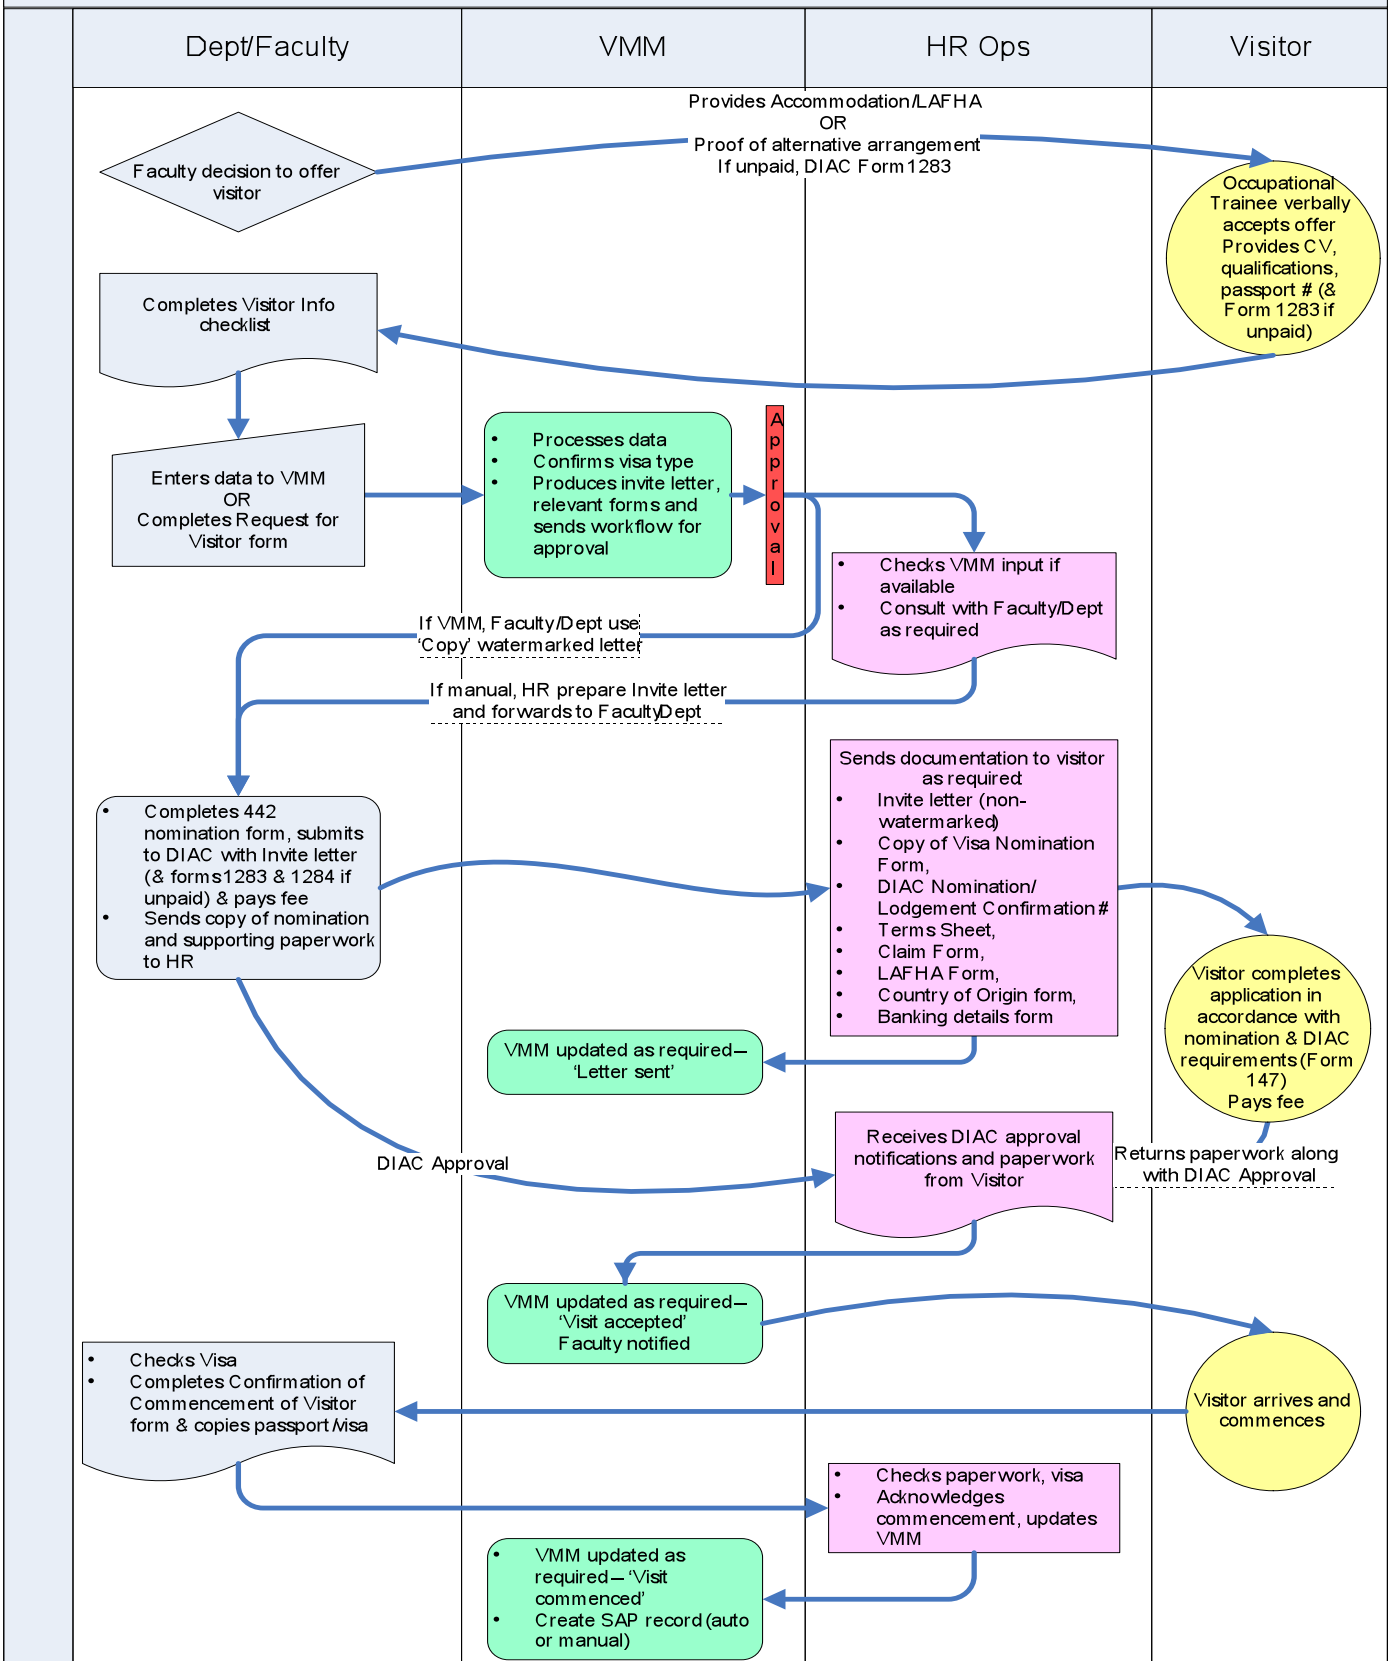 Dept/Faculty
VMM
HR Ops
Visitor
Provides Accommodation/LAFHA
OR
Proof of alternative arrangement
If unpaid, DIAC Form 1283
Faculty decision to offer
visitor
Occupational
Trainee verbally
accepts offer
Provides CV,
qualifications,
passport # (&
Form 1283 if
unpaid)
Completes Visitor Info
checklist
Enters data to VMM
OR
Completes Request for
Visitor form
• Processes data
• Confirms visa type
• Produces invite letter,
relevant forms and
sends workflow for
approval
A
p
p
r
o
v
a
l
• Checks VMM input if
available
• Consult with Faculty/Dept
as required
If VMM, Faculty/Dept use
‘Copy’ watermarked letter
If manual, HR prepare Invite letter
and forwards to Faculty/Dept
• Completes 442
nomination form, submits
to DIAC with Invite letter
(& forms1283 & 1284 if
unpaid) & pays fee
• Sends copy of nomination
and supporting paperwork
to HR
Sends documentation to visitor
as required:
• Invite letter (non-
watermarked)
• Copy of Visa Nomination
Form,
• DIAC Nomination/
Lodgement Confirmation #
• Terms Sheet,
• Claim Form,
• LAFHA Form,
• Country of Origin form,
• Banking details form
Visitor completes
application in
accordance with
nomination & DIAC
requirements (Form
147)
Pays fee
VMM updated as required –
‘Letter sent’
DIAC Approval
Receives DIAC approval
notifications and paperwork
from Visitor
Returns paperwork along
with DIAC Approval
VMM updated as required –
‘Visit accepted’
Faculty notified
• Checks Visa
• Completes Confirmation of
Commencement of Visitor
form & copies passport/visa
Visitor arrives and
commences
• Checks paperwork, visa
• Acknowledges
commencement, updates
VMM
• VMM updated as
required – ‘Visit
commenced’
• Create SAP record (auto
or manual)